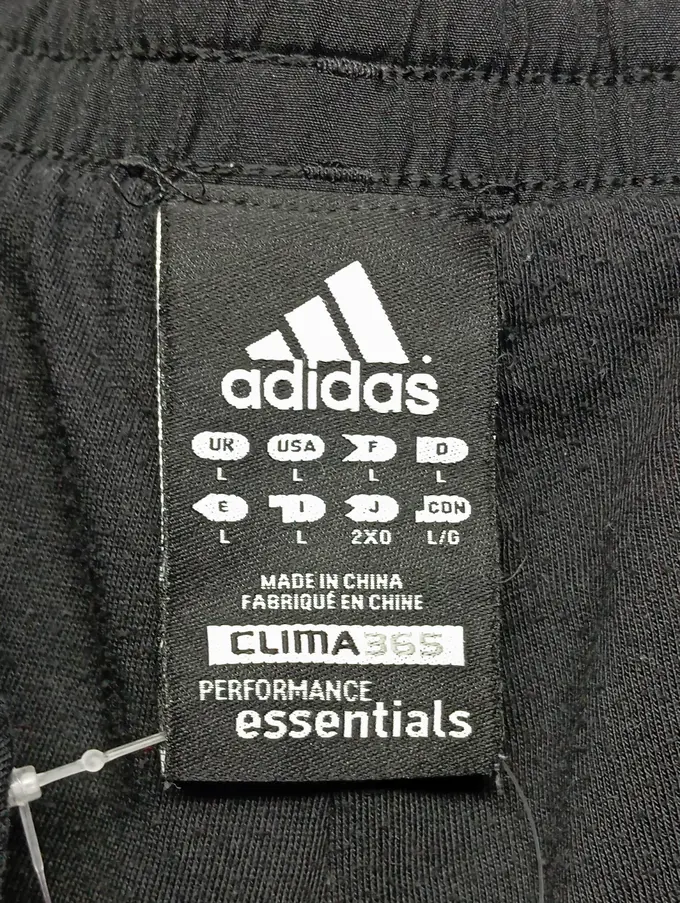 adidas
UK USA F D
L L L L
E I J CDN
L L 2XO L/G
MADE IN CHINA
FABRIQUÉ EN CHINE
CLIMA365
PERFORMANCE
essentials